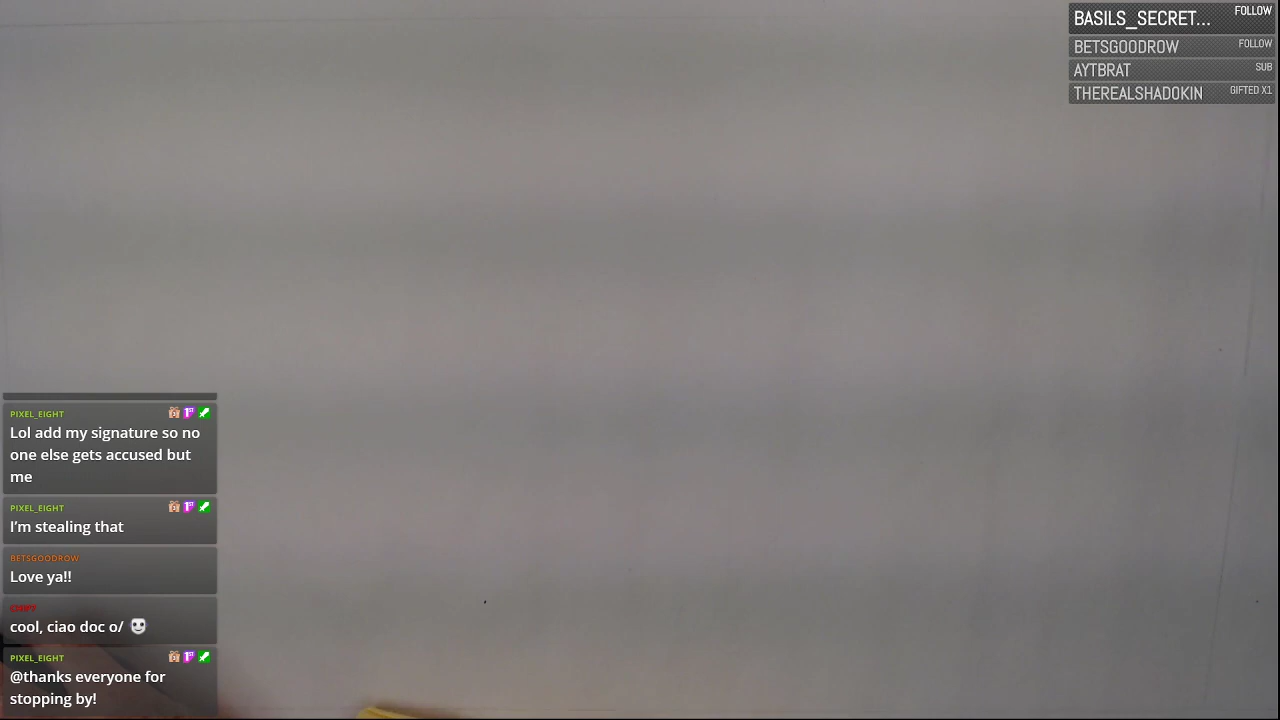 BASILS_SECRET... FOLLOW
BETSGOODROW FOLLOW
AYTBRAT SUB
THEREALSHADOKIN GIFTED X1
PIXEL_EIGHT
Lol add my signature so no
one else gets accused but
me
PIXEL_EIGHT
I'm stealing that
BETSGOODROW
Love ya!!
cool, ciao doc o/
PIXEL_EIGHT
@thanks everyone for
stopping by!